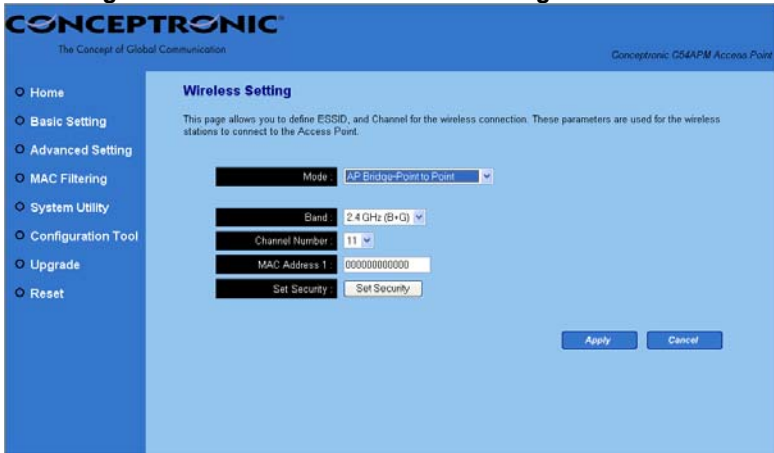 CONCEPTRONIC
The Concept of Global Communication
Conceptronic C54APM Access Point
Home
Basic Setting
Advanced Setting
MAC Filtering
System Utility
Configuration Tool
Upgrade
Reset
Wireless Setting
This page allows you to define ESSID, and Channel for the wireless connection. These parameters are used for the wireless
stations to connect to the Access Point.
Mode : AP Bridge-Point to Point
Band : 2.4 GHz (B+G)
Channel Number : 11
MAC Address 1 : 000000000000
Set Security : Set Security
Apply Cancel